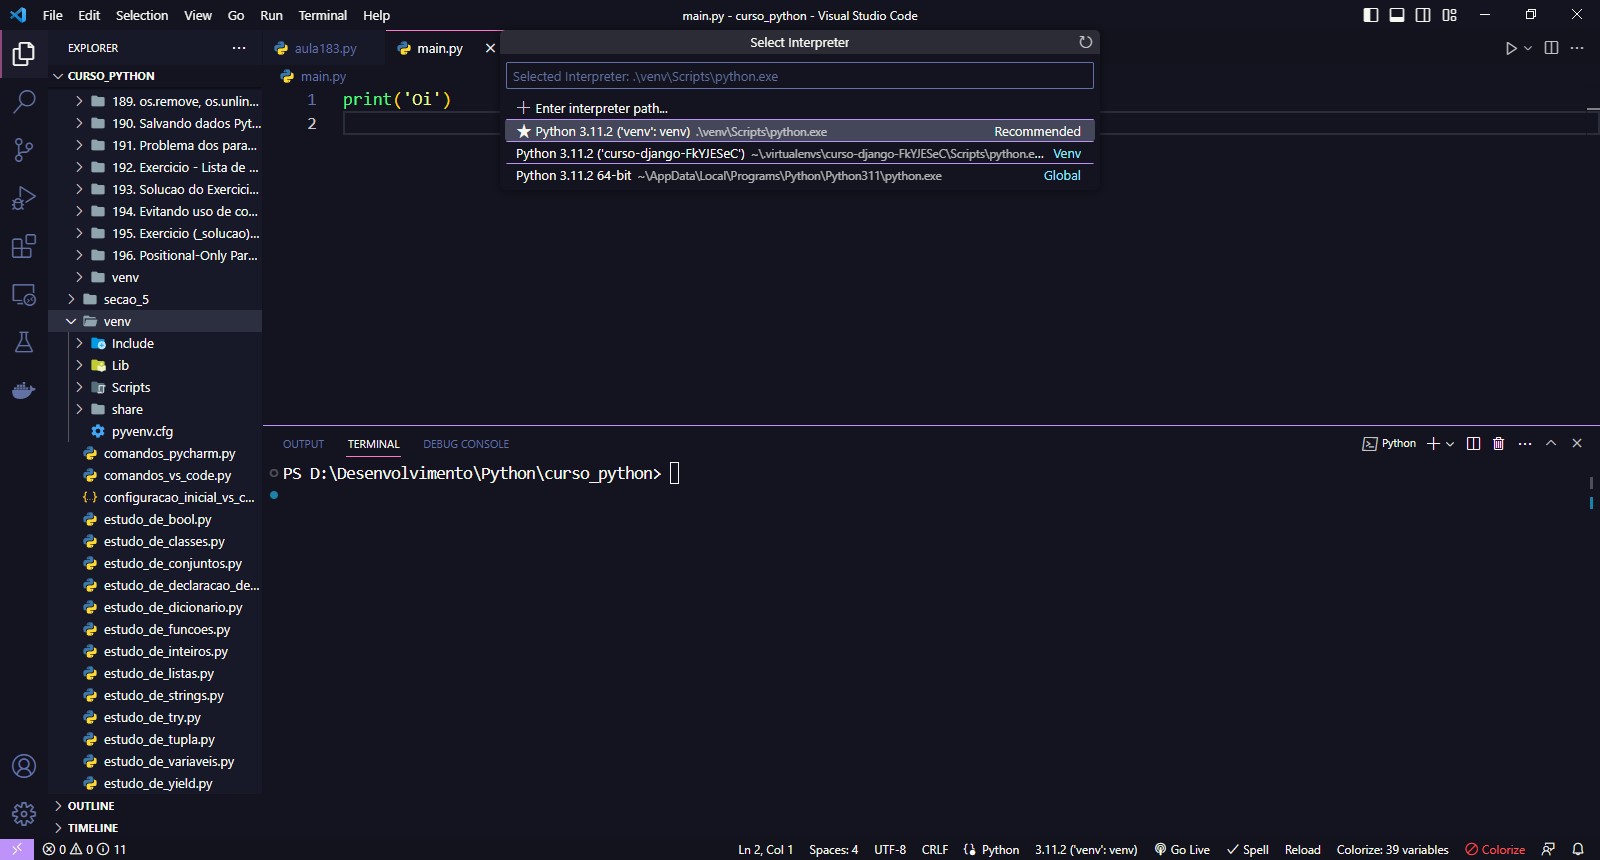 File Edit Selection View Go Run Terminal Help
main.py - curso_python - Visual Studio Code
EXPLORER
CURSO_PYTHON
189. os.remove, os.unlin...
190. Salvando dados Pyt...
191. Problema dos para...
192. Exercicio - Lista de ...
193. Solucao do Exercici...
194. Evitando uso de co...
195. Exercicio (_solucao)...
196. Positional-Only Par...
venv
secao_5
venv
Include
Lib
Scripts
share
pyvenv.cfg
comandos_pycharm.py
comandos_vs_code.py
configuracao_inicial_vs_c...
estudo_de_bool.py
estudo_de_classes.py
estudo_de_conjuntos.py
estudo_de_declaracao_de...
estudo_de_dicionario.py
estudo_de_funcoes.py
estudo_de_inteiros.py
estudo_de_listas.py
estudo_de_strings.py
estudo_de_try.py
estudo_de_tupla.py
estudo_de_variaveis.py
estudo_de_yield.py
OUTLINE
TIMELINE
aula183.py
main.py
main.py
1 print('Oi')
2
Select Interpreter
Selected Interpreter: .\venv\Scripts\python.exe
Enter interpreter path...
Python 3.11.2 ('venv': venv) .\venv\Scripts\python.exe Recommended
Python 3.11.2 ('curso-django-FkYJESeC') ~\.virtualenvs\curso-django-FkYJESeC\Scripts\python.e... Venv
Python 3.11.2 64-bit ~\AppData\Local\Programs\Python\Python311\python.exe Global
OUTPUT TERMINAL DEBUG CONSOLE
Python
PS D:\Desenvolvimento\Python\curso_python>
0 0 11
Ln 2, Col 1 Spaces: 4 UTF-8 CRLF Python 3.11.2 ('venv': venv) Go Live Spell Reload Colorize: 39 variables Colorize